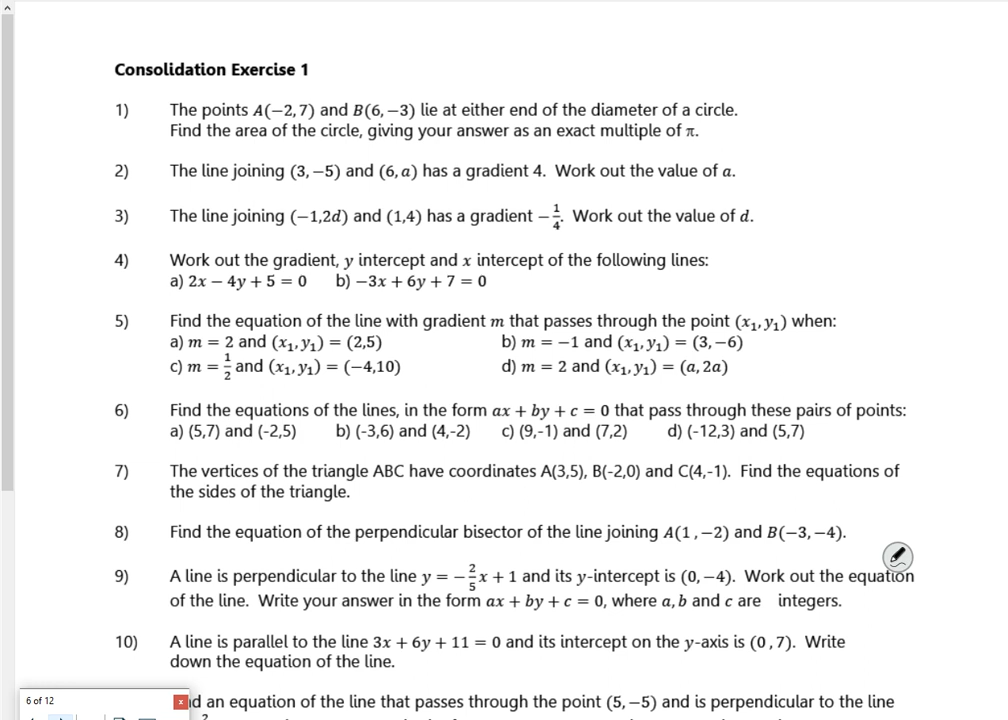 Consolidation Exercise 1
1) The points A(−2,7) and B(6,−3) lie at either end of the diameter of a circle.
Find the area of the circle, giving your answer as an exact multiple of π.
2) The line joining (3,−5) and (6,a) has a gradient 4. Work out the value of a.
3) The line joining (−1,2d) and (1,4) has a gradient −1/4. Work out the value of d.
4) Work out the gradient, y intercept and x intercept of the following lines:
a) 2x − 4y + 5 = 0 b) −3x + 6y + 7 = 0
5) Find the equation of the line with gradient m that passes through the point (x₁,y₁) when:
a) m = 2 and (x₁,y₁) = (2,5) b) m = −1 and (x₁,y₁) = (3,−6)
c) m = 1/2 and (x₁,y₁) = (−4,10) d) m = 2 and (x₁,y₁) = (a,2a)
6) Find the equations of the lines, in the form ax + by + c = 0 that pass through these pairs of points:
a) (5,7) and (-2,5) b) (-3,6) and (4,-2) c) (9,-1) and (7,2) d) (-12,3) and (5,7)
7) The vertices of the triangle ABC have coordinates A(3,5), B(-2,0) and C(4,-1). Find the equations of
the sides of the triangle.
8) Find the equation of the perpendicular bisector of the line joining A(1,−2) and B(−3,−4).
9) A line is perpendicular to the line y = −2/5x + 1 and its y-intercept is (0,−4). Work out the equation
of the line. Write your answer in the form ax + by + c = 0, where a, b and c are integers.
10) A line is parallel to the line 3x + 6y + 11 = 0 and its intercept on the y-axis is (0,7). Write
down the equation of the line.
6 of 12 x
an equation of the line that passes through the point (5,−5) and is perpendicular to the line